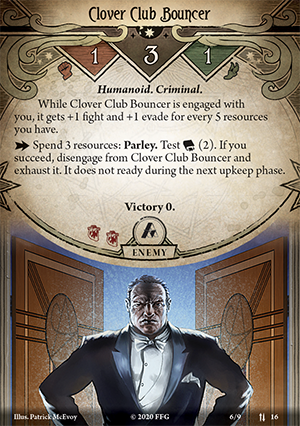 Clover Club Bouncer
1 3 1
Humanoid. Criminal.
While Clover Club Bouncer is engaged with
you, it gets +1 fight and +1 evade for every 5 resources
you have.
Spend 3 resources: Parley. Test (2). If you
succeed, disengage from Clover Club Bouncer and
exhaust it. It does not ready during the next upkeep phase.
Victory 0.
ENEMY
Illus. Patrick McEvoy © 2020 FFG 6/9 16